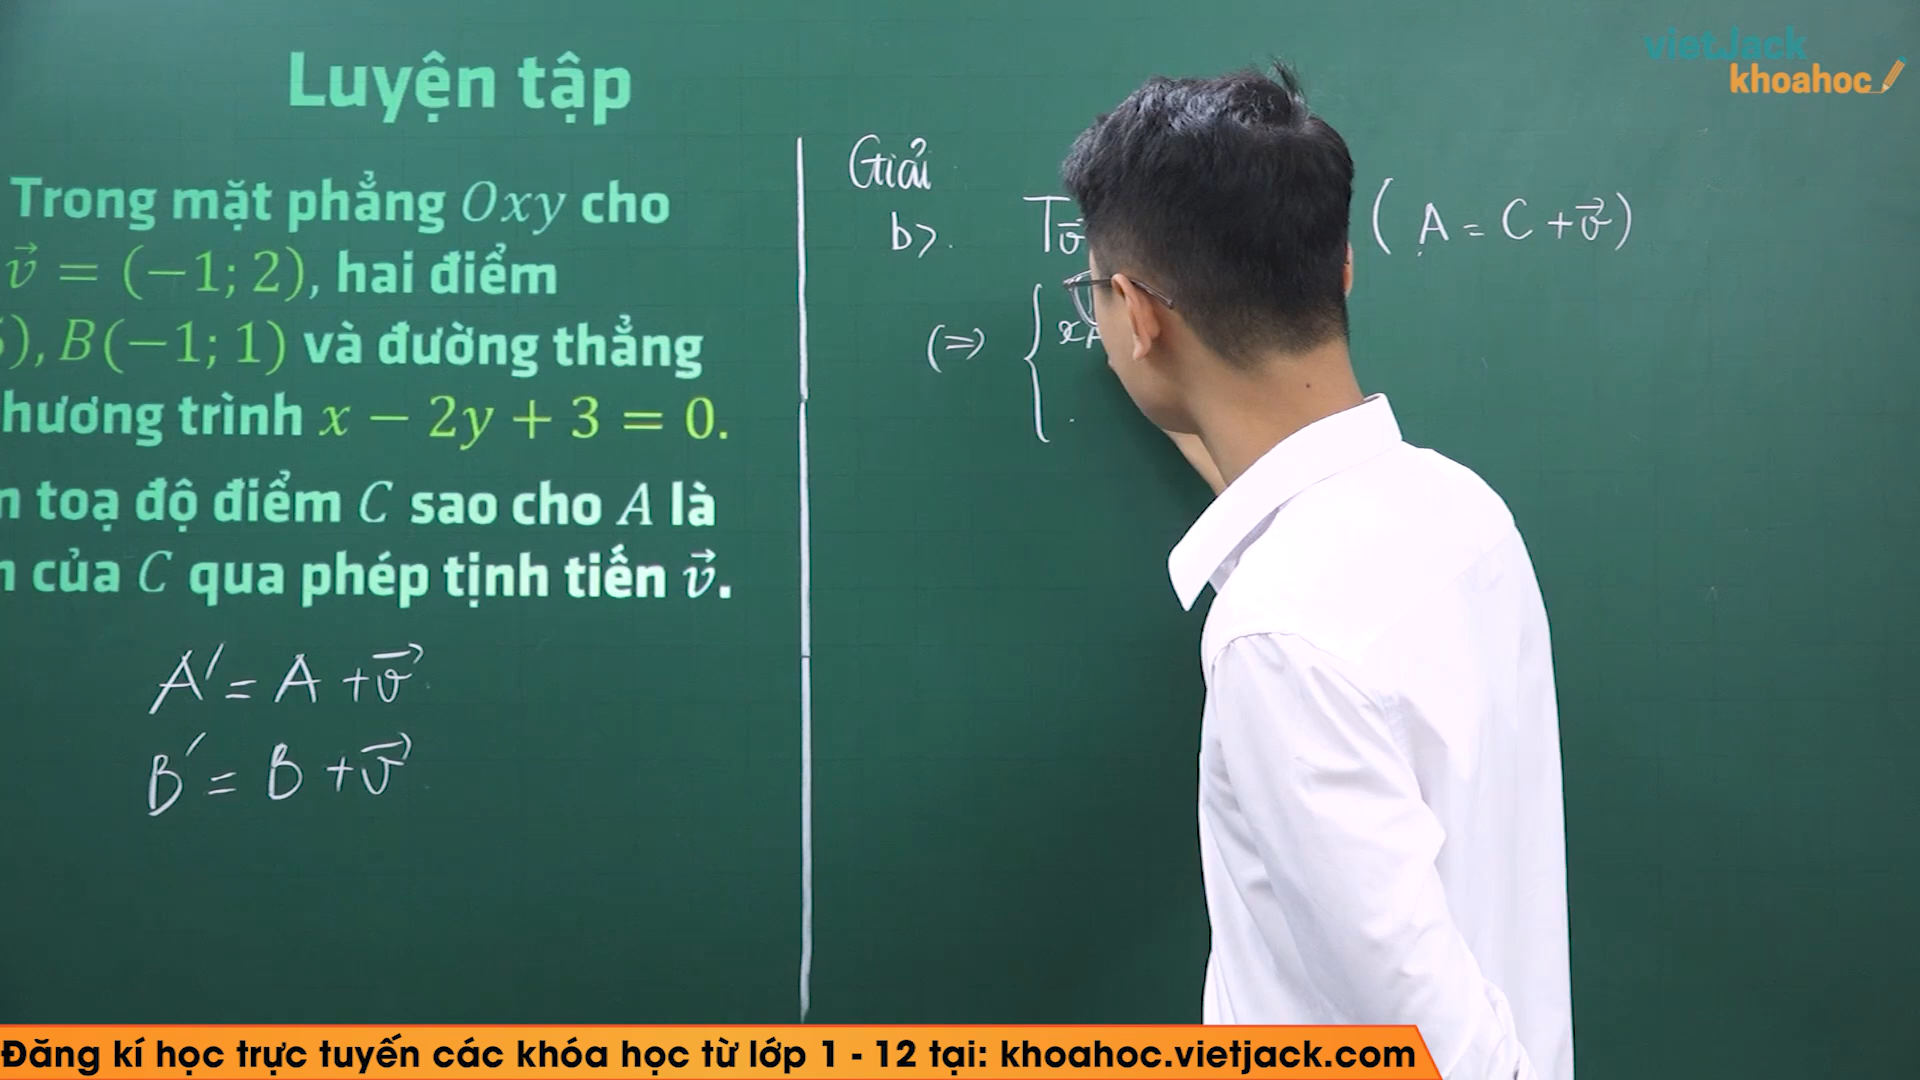 Luyện tập
Trong mặt phẳng Oxy cho
v⃗ = (−1; 2), hai điểm
), B(−1; 1) và đường thẳng
hương trình x − 2y + 3 = 0.
toạ độ điểm C sao cho A là
của C qua phép tịnh tiến v⃗.
A' = A + v⃗
B' = B + v⃗
Giải
b>. T v⃗ ( A = C + v⃗ )
(=> { x A
vietJack
khoahoc
Đăng kí học trực tuyến các khóa học từ lớp 1 - 12 tại: khoahoc.vietjack.com